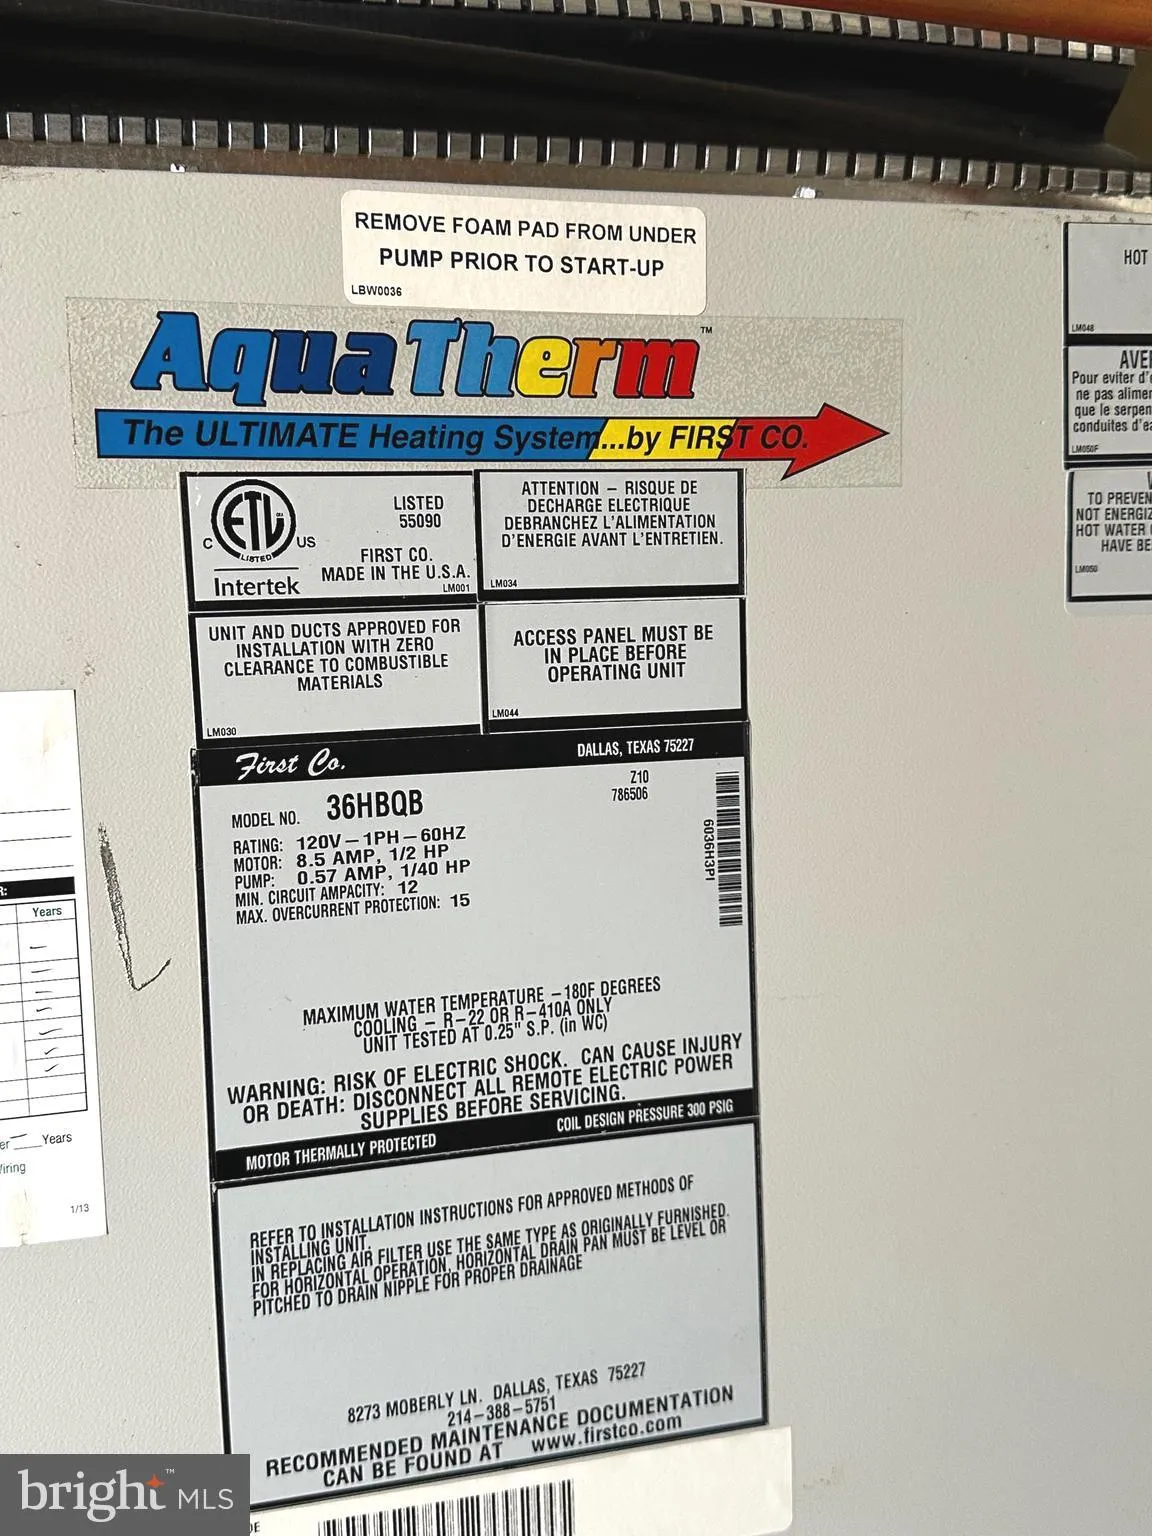 REMOVE FOAM PAD FROM UNDER
PUMP PRIOR TO START-UP
LBW0036
Aqua Therm™
The ULTIMATE Heating System...by FIRST CO.
C ETL US
LISTED
Intertek
LISTED
55090
FIRST CO.
MADE IN THE U.S.A.
LM001
ATTENTION – RISQUE DE
DECHARGE ELECTRIQUE
DEBRANCHEZ L'ALIMENTATION
D'ENERGIE AVANT L'ENTRETIEN.
LM034
UNIT AND DUCTS APPROVED FOR
INSTALLATION WITH ZERO
CLEARANCE TO COMBUSTIBLE
MATERIALS
LM030
ACCESS PANEL MUST BE
IN PLACE BEFORE
OPERATING UNIT
LM044
First Co.
DALLAS, TEXAS 75227
Z10
786506
MODEL NO. 36HBQB
RATING: 120V–1PH–60HZ
MOTOR: 8.5 AMP, 1/2 HP
PUMP: 0.57 AMP, 1/40 HP
MIN. CIRCUIT AMPACITY: 12
MAX. OVERCURRENT PROTECTION: 15
6036H3PI
MAXIMUM WATER TEMPERATURE –180F DEGREES
COOLING – R-22 OR R-410A ONLY
UNIT TESTED AT 0.25" S.P. (in WC)
WARNING: RISK OF ELECTRIC SHOCK. CAN CAUSE INJURY
OR DEATH: DISCONNECT ALL REMOTE ELECTRIC POWER
SUPPLIES BEFORE SERVICING.
MOTOR THERMALLY PROTECTED
COIL DESIGN PRESSURE 300 PSIG
REFER TO INSTALLATION INSTRUCTIONS FOR APPROVED METHODS OF
INSTALLING UNIT.
IN REPLACING AIR FILTER USE THE SAME TYPE AS ORIGINALLY FURNISHED.
FOR HORIZONTAL OPERATION, HORIZONTAL DRAIN PAN MUST BE LEVEL OR
PITCHED TO DRAIN NIPPLE FOR PROPER DRAINAGE
8273 MOBERLY LN. DALLAS, TEXAS 75227
214–388–5751
RECOMMENDED MAINTENANCE DOCUMENTATION
CAN BE FOUND AT www.firstco.com
HOT
LM048
Pour eviter
ne pas
que le
conduites
LM050F
TO
NOT
HOT WATER
HAVE
LM050
Years
Years
1/13
bright™ MLS